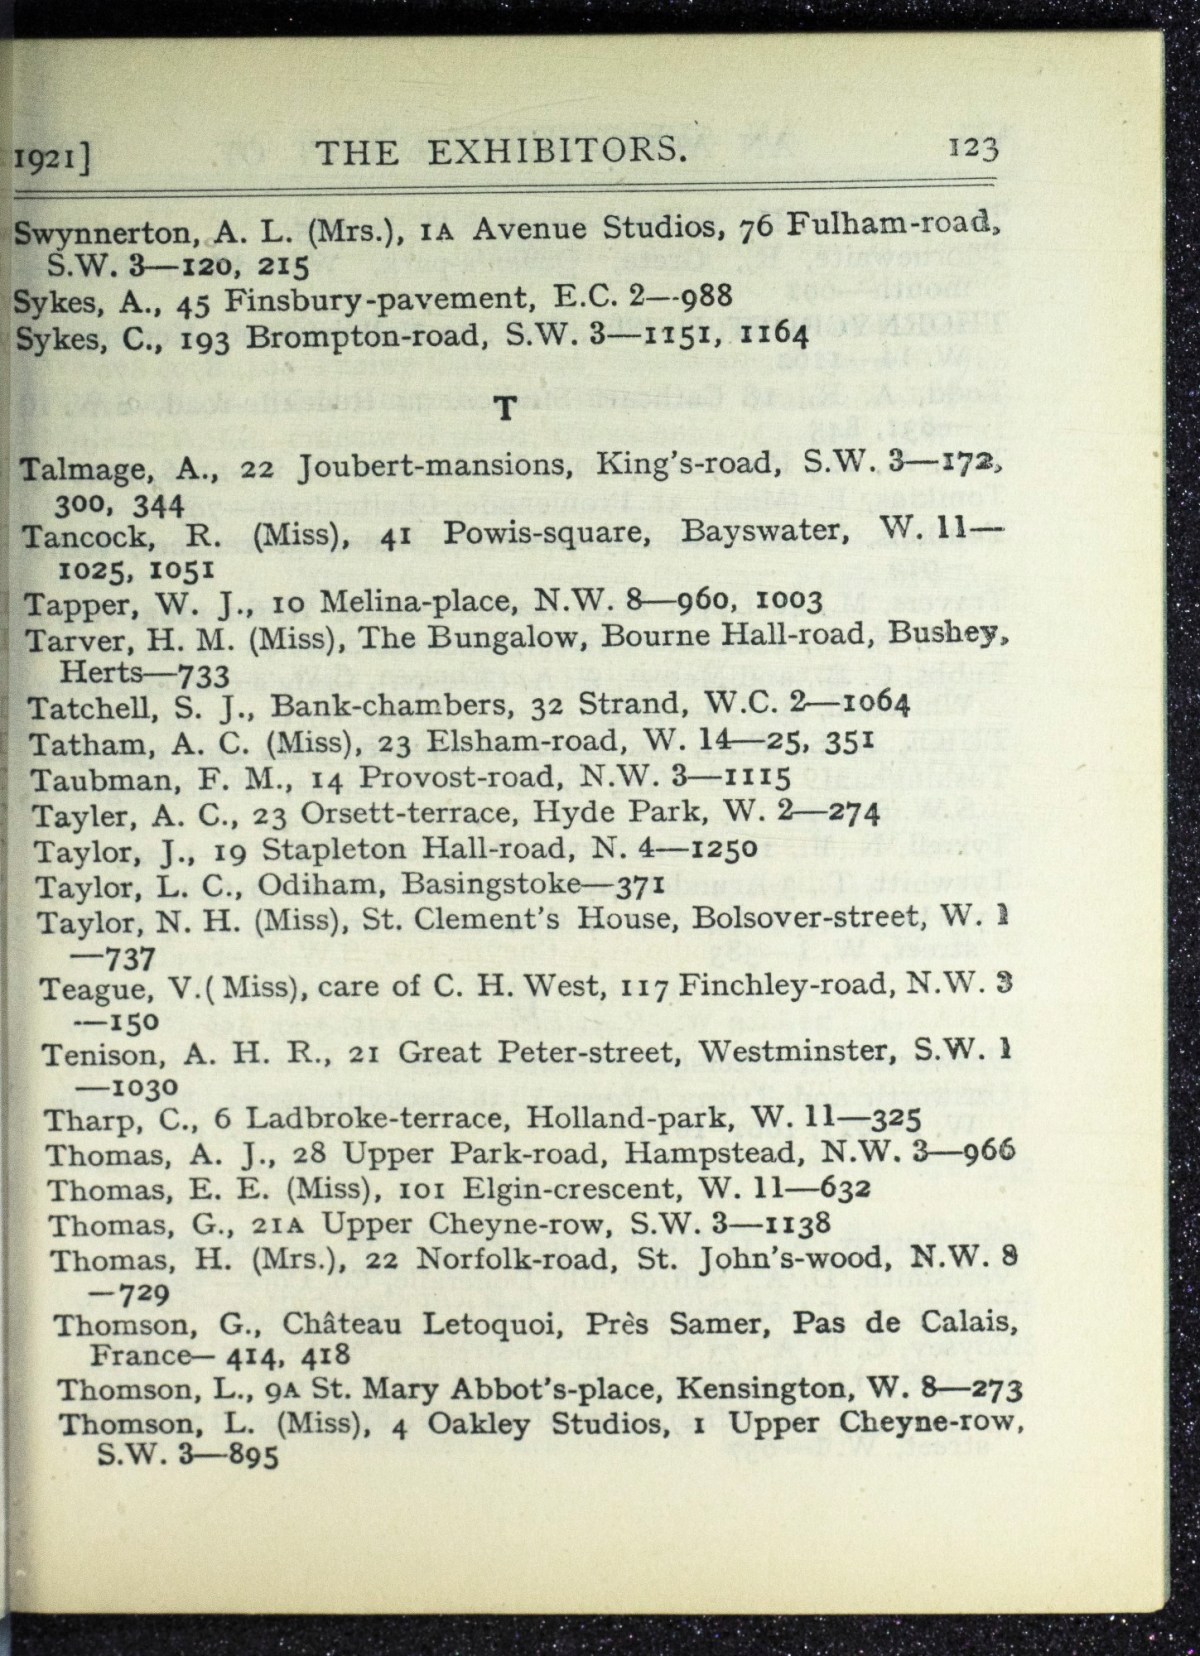 1921] THE EXHIBITORS. 123
Swynnerton, A. L. (Mrs.), 1A Avenue Studios, 76 Fulham-road,
S.W. 3—120, 215
Sykes, A., 45 Finsbury-pavement, E.C. 2—988
Sykes, C., 193 Brompton-road, S.W. 3—1151, 1164
T
Talmage, A., 22 Joubert-mansions, King's-road, S.W. 3—172,
300, 344
Tancock, R. (Miss), 41 Powis-square, Bayswater, W. 11—
1025, 1051
Tapper, W. J., 10 Melina-place, N.W. 8—960, 1003
Tarver, H. M. (Miss), The Bungalow, Bourne Hall-road, Bushey,
Herts—733
Tatchell, S. J., Bank-chambers, 32 Strand, W.C. 2—1064
Tatham, A. C. (Miss), 23 Elsham-road, W. 14—25, 351
Taubman, F. M., 14 Provost-road, N.W. 3—1115
Tayler, A. C., 23 Orsett-terrace, Hyde Park, W. 2—274
Taylor, J., 19 Stapleton Hall-road, N. 4—1250
Taylor, L. C., Odiham, Basingstoke—371
Taylor, N. H. (Miss), St. Clement's House, Bolsover-street, W. 1
—737
Teague, V.( Miss), care of C. H. West, 117 Finchley-road, N.W. 3
—150
Tenison, A. H. R., 21 Great Peter-street, Westminster, S.W. 1
—1030
Tharp, C., 6 Ladbroke-terrace, Holland-park, W. 11—325
Thomas, A. J., 28 Upper Park-road, Hampstead, N.W. 3—966
Thomas, E. E. (Miss), 101 Elgin-crescent, W. 11—632
Thomas, G., 21A Upper Cheyne-row, S.W. 3—1138
Thomas, H. (Mrs.), 22 Norfolk-road, St. John's-wood, N.W. 8
—729
Thomson, G., Château Letoquoi, Près Samer, Pas de Calais,
France— 414, 418
Thomson, L., 9A St. Mary Abbot's-place, Kensington, W. 8—273
Thomson, L. (Miss), 4 Oakley Studios, 1 Upper Cheyne-row,
S.W. 3—895